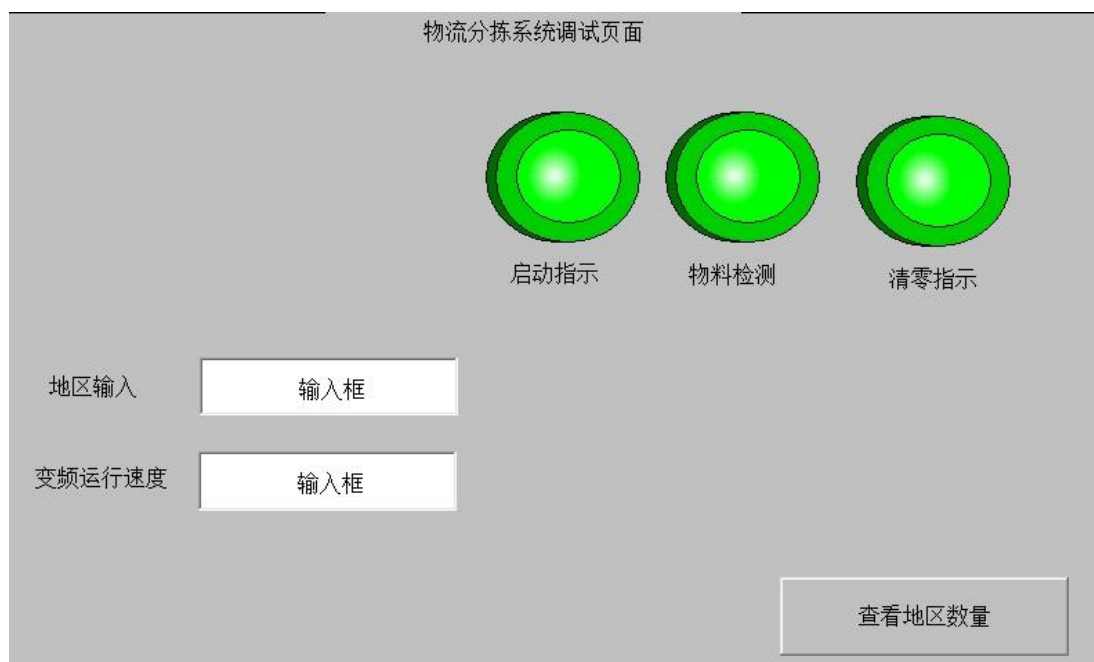 物流分拣系统调试页面
启动指示 物料检测 清零指示
地区输入 输入框
变频运行速度 输入框
查看地区数量